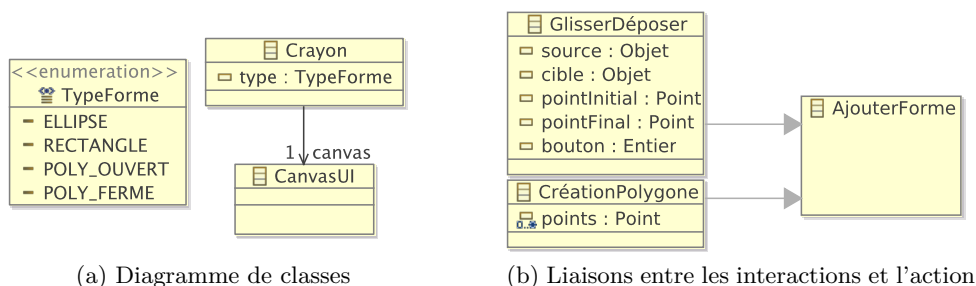 <<enumeration>>
TypeForme
ELLIPSE
RECTANGLE
POLY_OUVERT
POLY_FERME
Crayon
type : TypeForme
1 canvas
CanvasUI
(a) Diagramme de classes
GlisserDéposer
source : Objet
cible : Objet
pointInitial : Point
pointFinal : Point
bouton : Entier
CréationPolygone
0..* points : Point
AjouterForme
(b) Liaisons entre les interactions et l'action